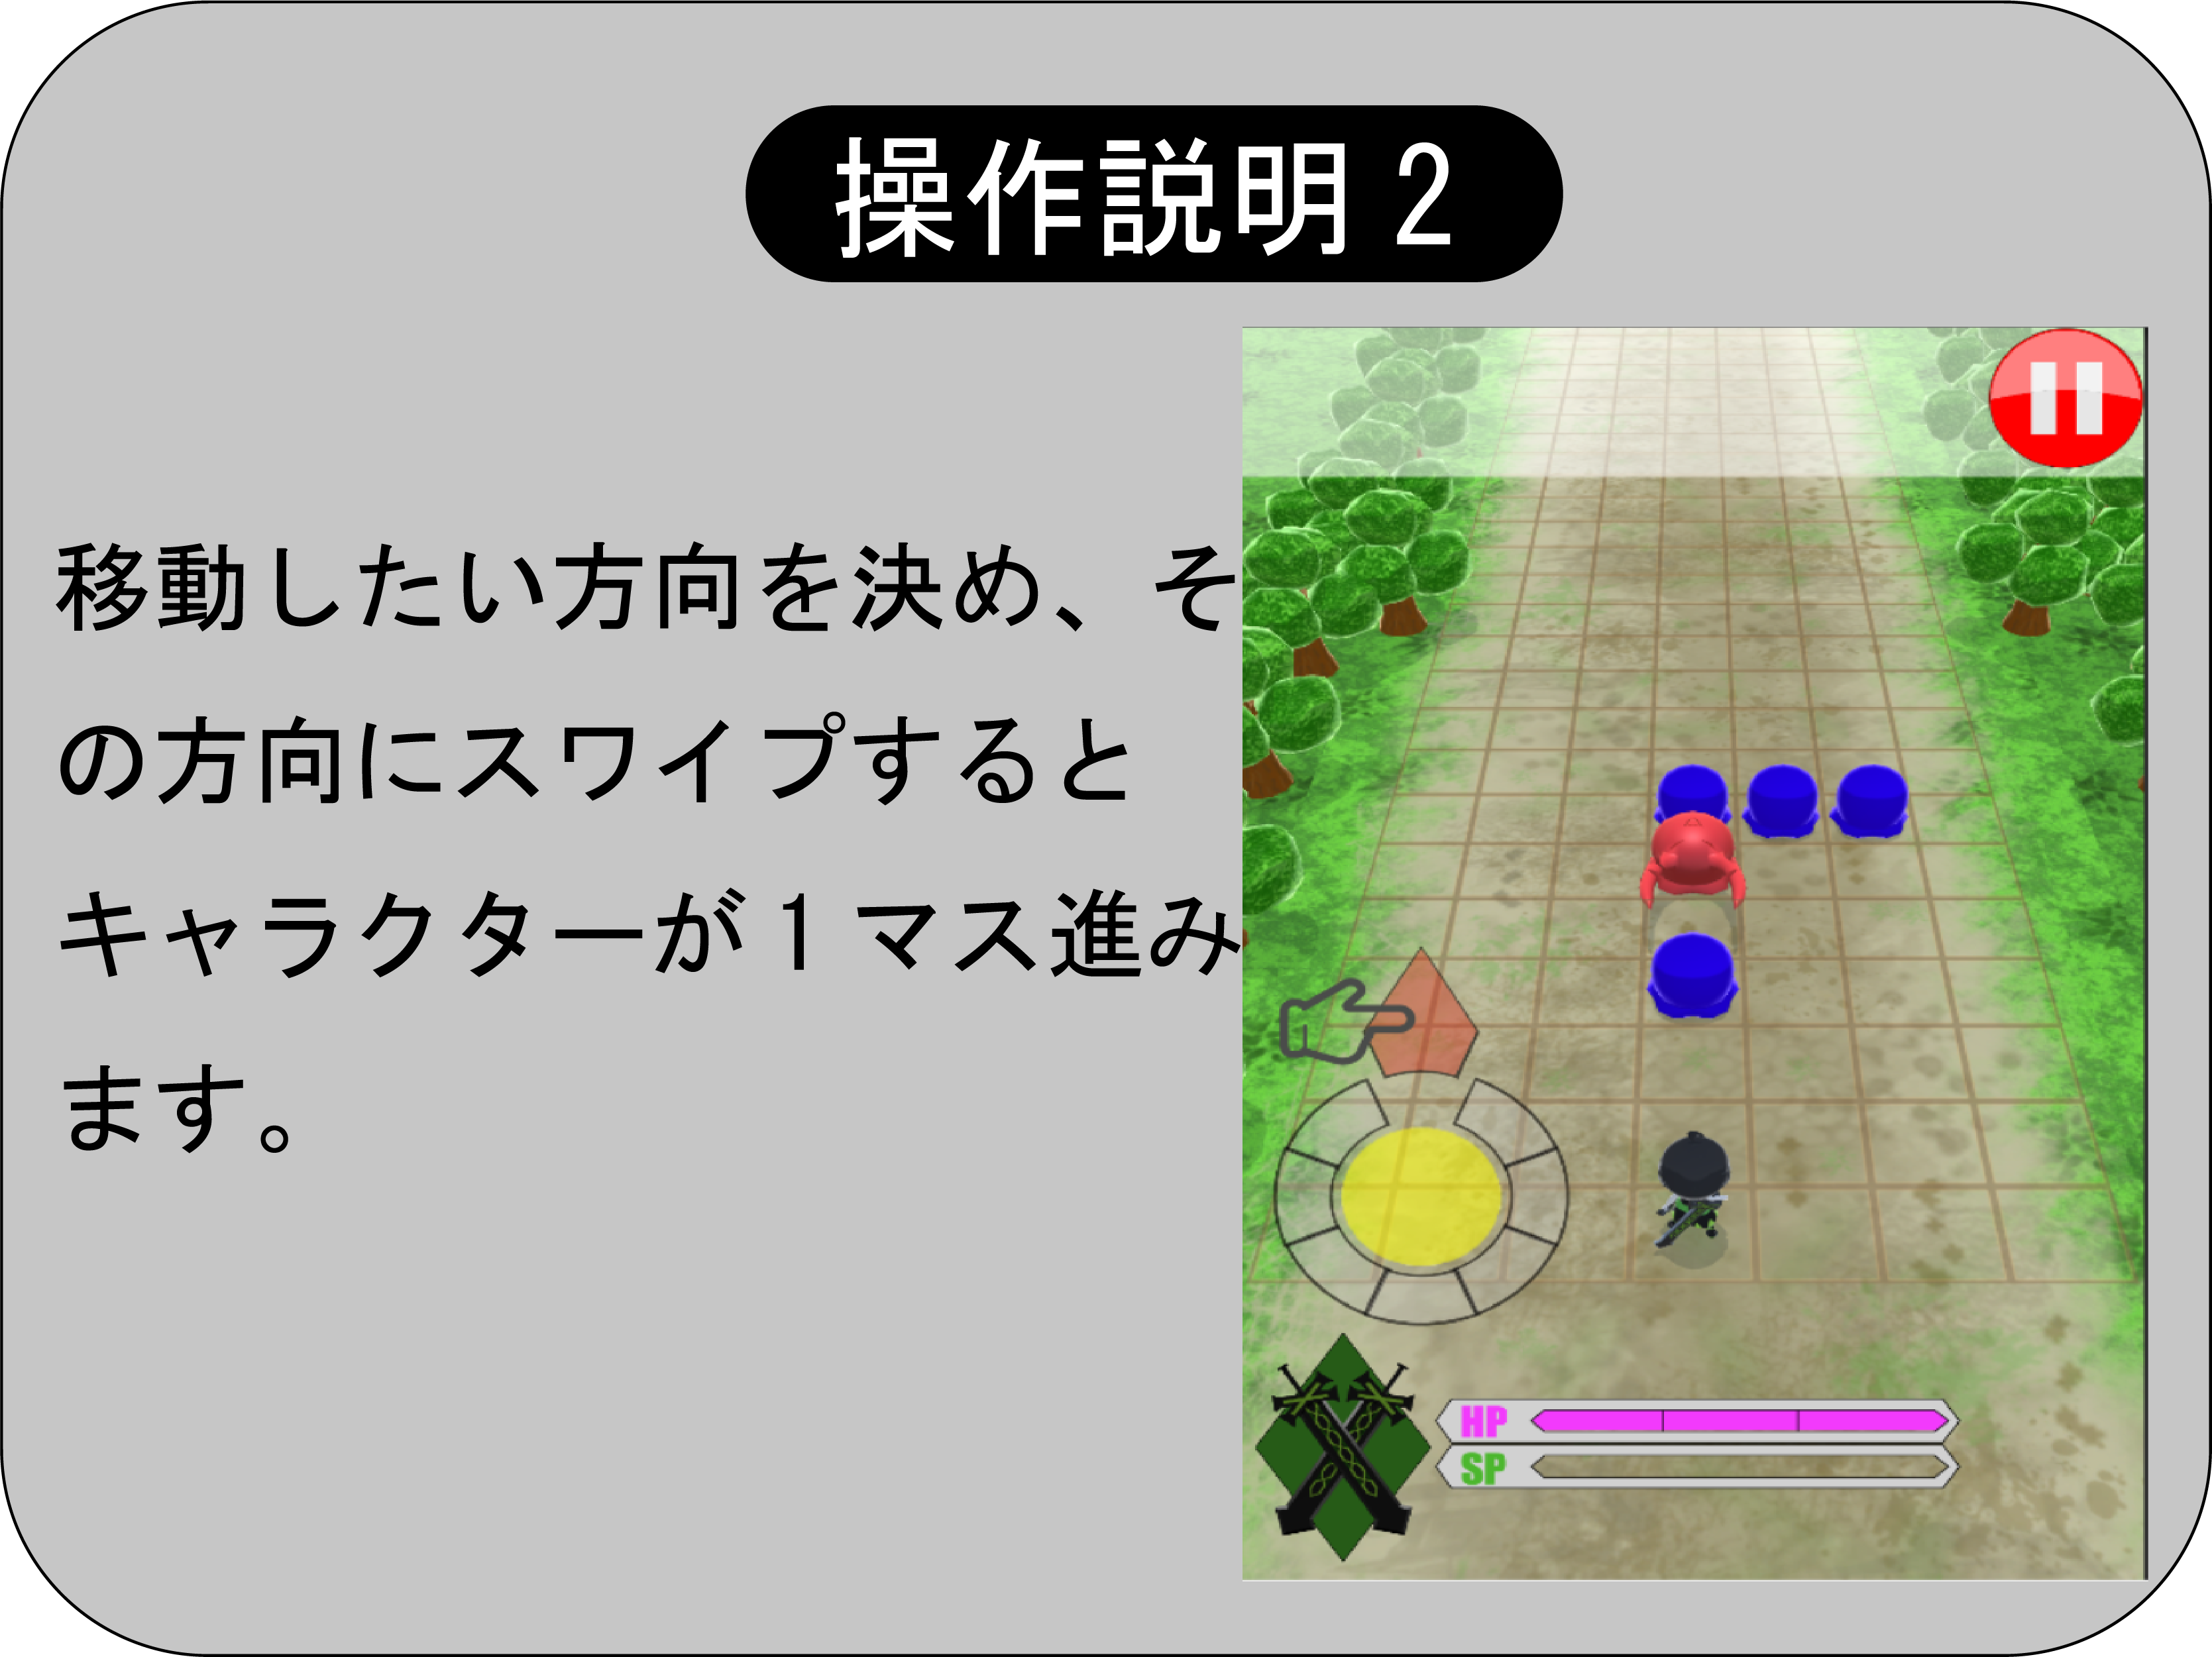 操作説明2
移動したい方向を決め、そ
の方向にスワイプすると
キャラクターが1マス進み
ます。
HP
SP